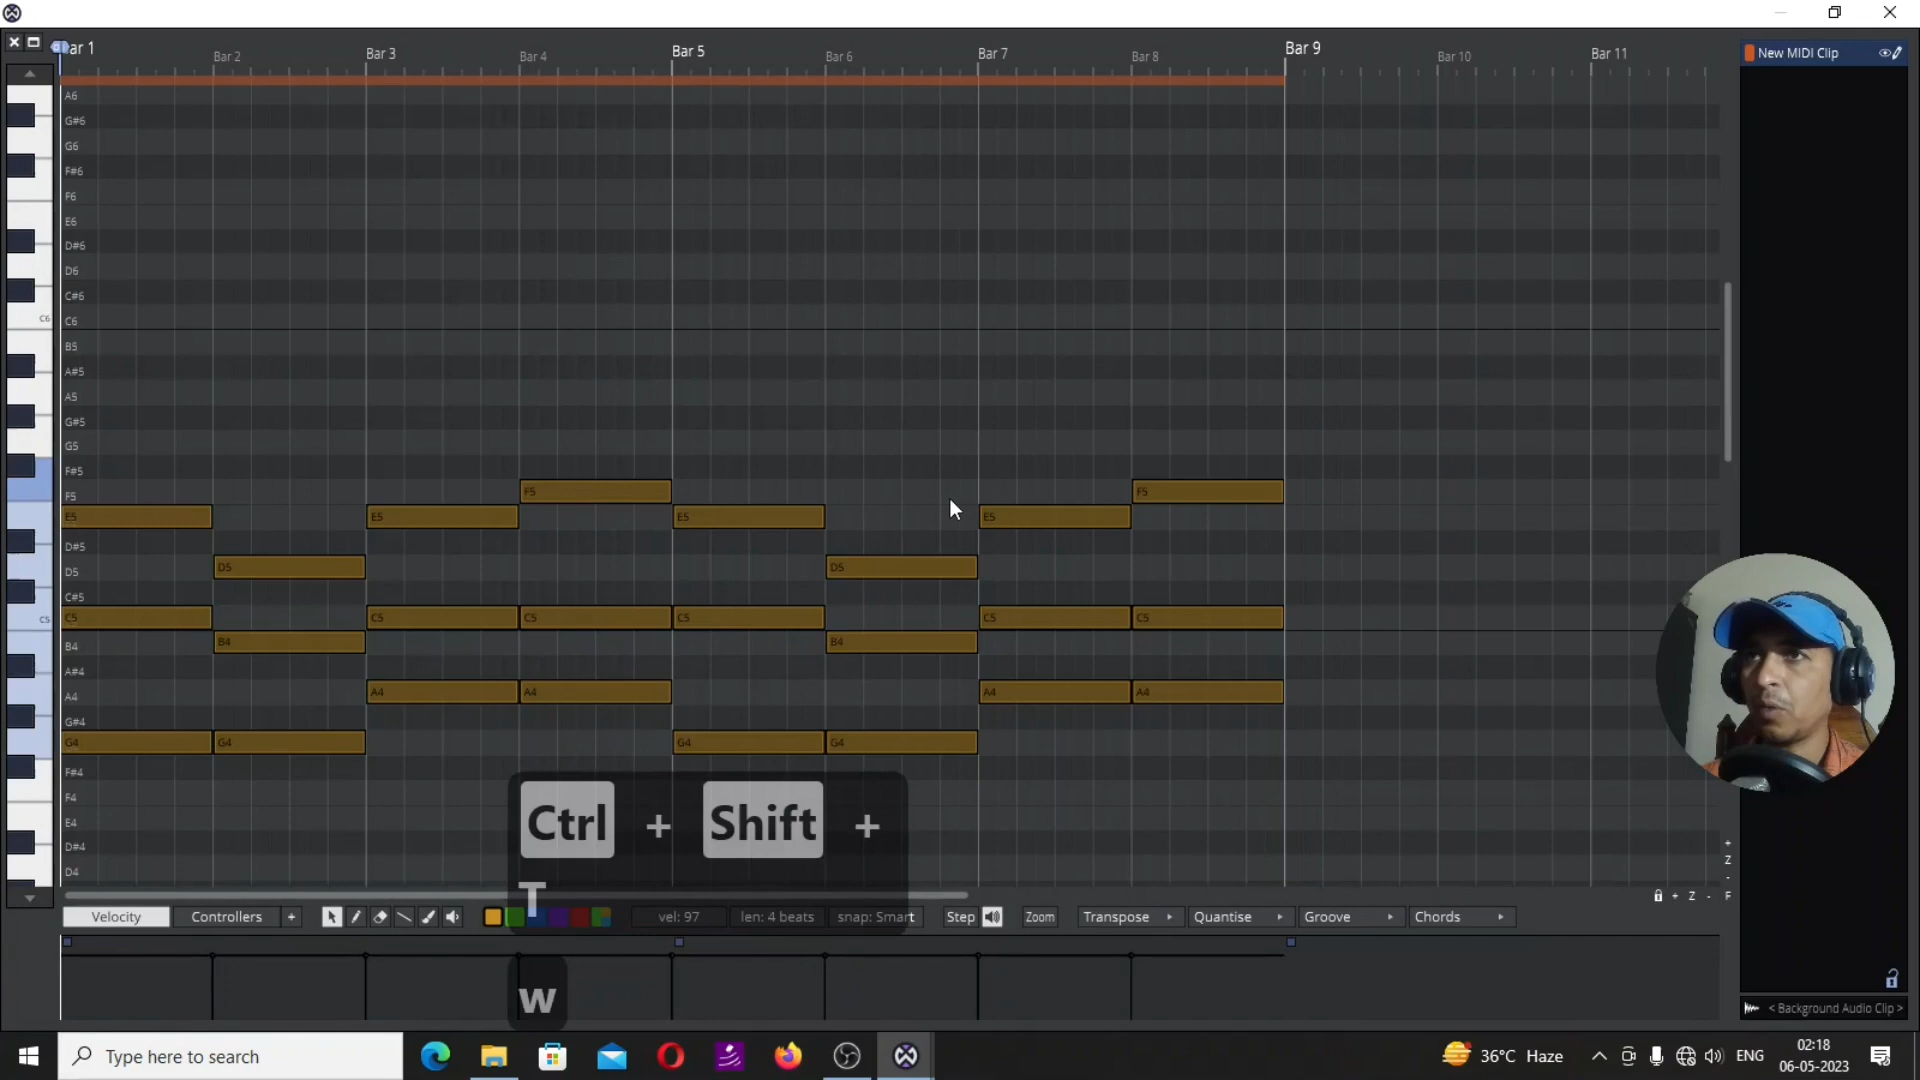 Bar 1 Bar 2 Bar 3 Bar 4 Bar 5 Bar 6 Bar 7 Bar 8 Bar 9 Bar 10 Bar 11
New MIDI Clip
A6
G#6
G6
F#6
F6
E6
D#6
D6
C#6
C6 C6
B5
A#5
A5
G#5
G5
F#5
F5 F5 F5
E5 E5 E5 E5
D#5
D5 D5 D5
C#5
C5 C5 C5 C5 C5 C5 C5
B4 B4 B4
A#4
A4 A4 A4 A4 A4
G#4
G4 G4 G4 G4
F#4
F4
E4
D#4
D4
Ctrl + Shift +
T
w
+
Z
-
+ Z - F
Velocity Controllers + vel: 97 len: 4 beats snap: Smart Step Zoom Transpose Quantise Groove Chords
< Background Audio Clip >
Type here to search
36°C Haze ENG
02:18
06-05-2023